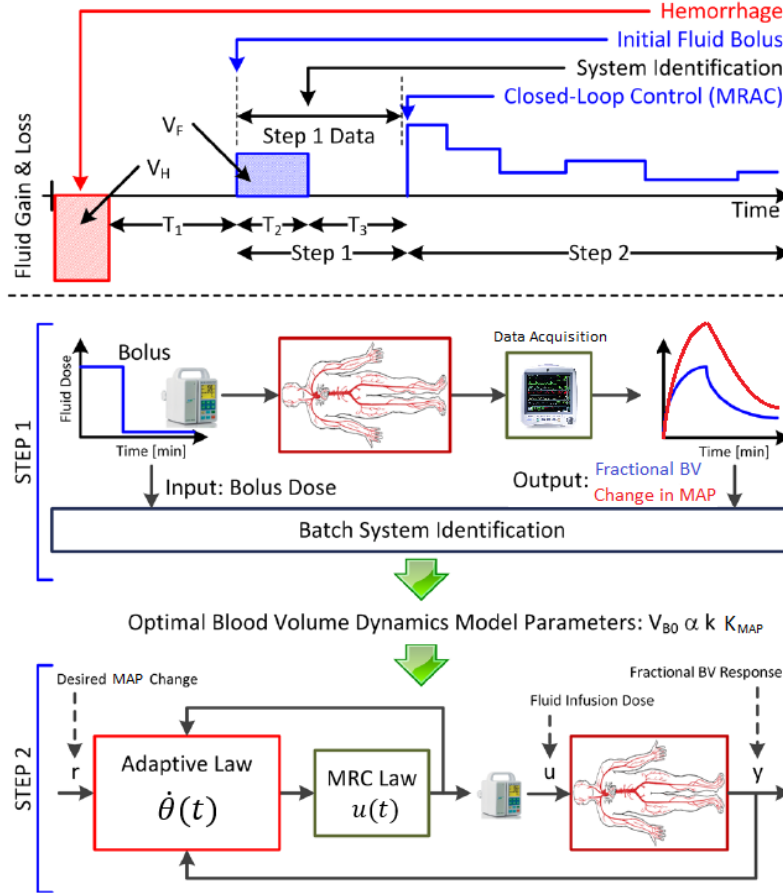 Hemorrhage
Initial Fluid Bolus
System Identification
Closed-Loop Control (MRAC)
Step 1 Data
V_F
V_H
Fluid Gain & Loss
Time
T_1
T_2
T_3
Step 1
Step 2
STEP 1
Fluid Dose
Bolus
Time [min]
Data Acquisition
Time [min]
Input: Bolus Dose
Output: Fractional BV
Change in MAP
Batch System Identification
Optimal Blood Volume Dynamics Model Parameters: V_B0 α k K_MAP
STEP 2
Desired MAP Change
Fractional BV Response
Fluid Infusion Dose
r
Adaptive Law
θ̇(t)
MRC Law
u(t)
u
y